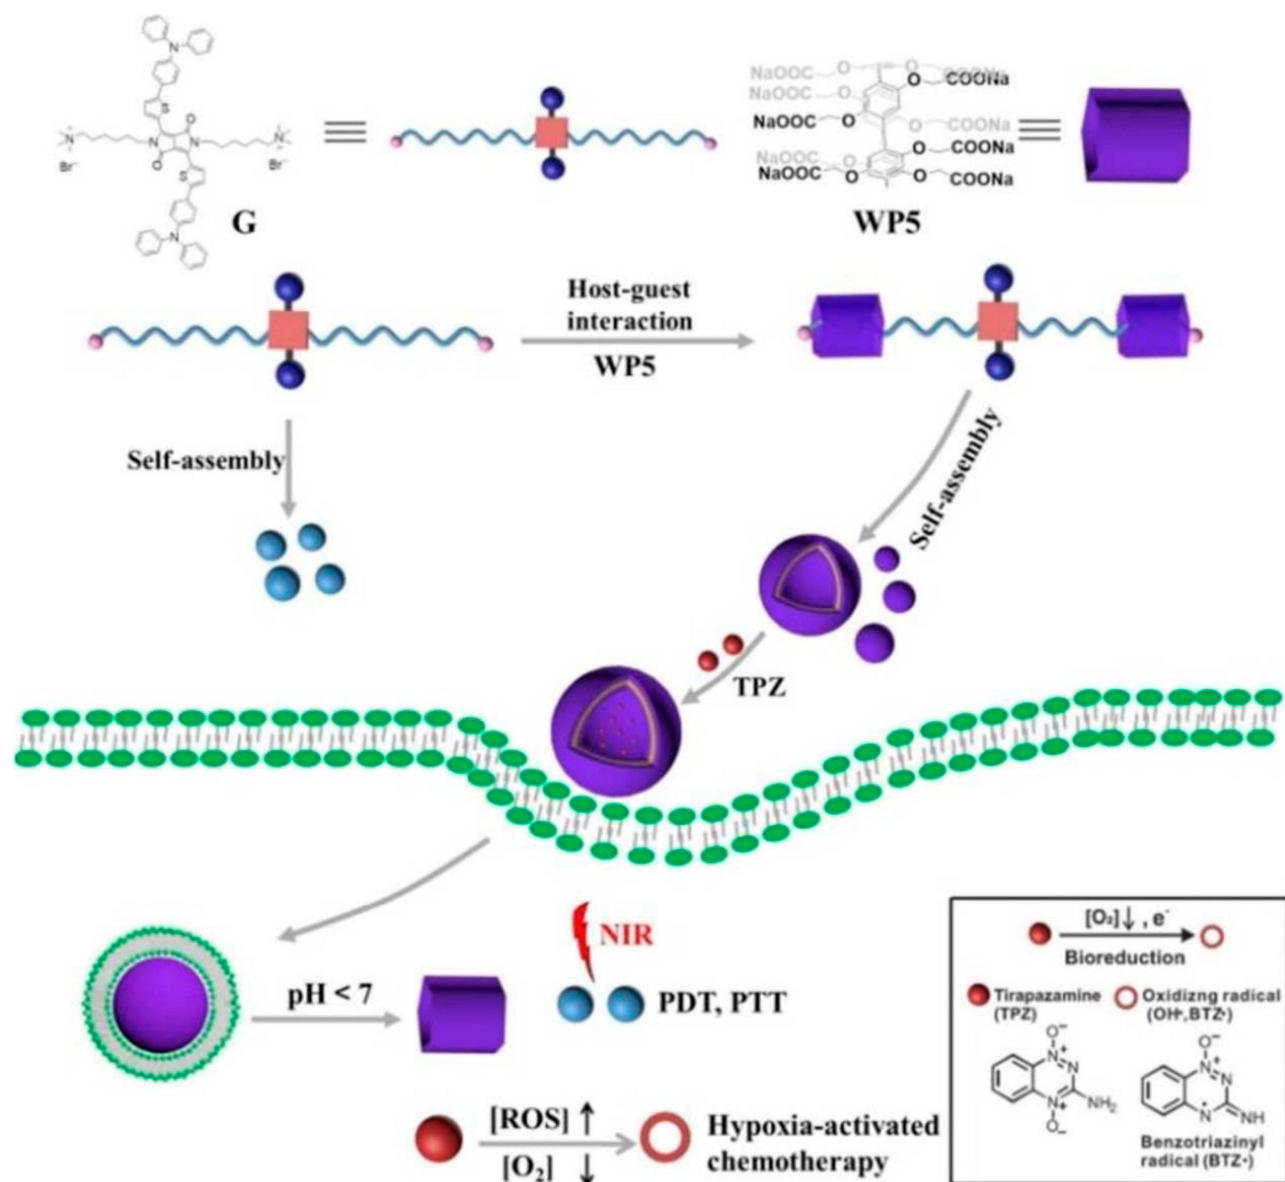 G
WP5
NaOOC
NaOOC
NaOOC
NaOOC
NaOOC
COONa
COONa
COONa
COONa
COONa
Br⁻
Br⁻
Host-guest
interaction
WP5
Self-assembly
Self-assembly
TPZ
NIR
pH < 7
PDT, PTT
[ROS] ↑
[O₂] ↓
Hypoxia-activated
chemotherapy
[O₂]↓ , e⁻
Bioreduction
Tirapazamine
(TPZ)
Oxidizng radical
(OH•,BTZ•)
O⁻
N⁺
N
N⁺
NH₂
O⁻
O⁻
N⁺
N
N
NH
Benzotriazinyl
radical (BTZ•)